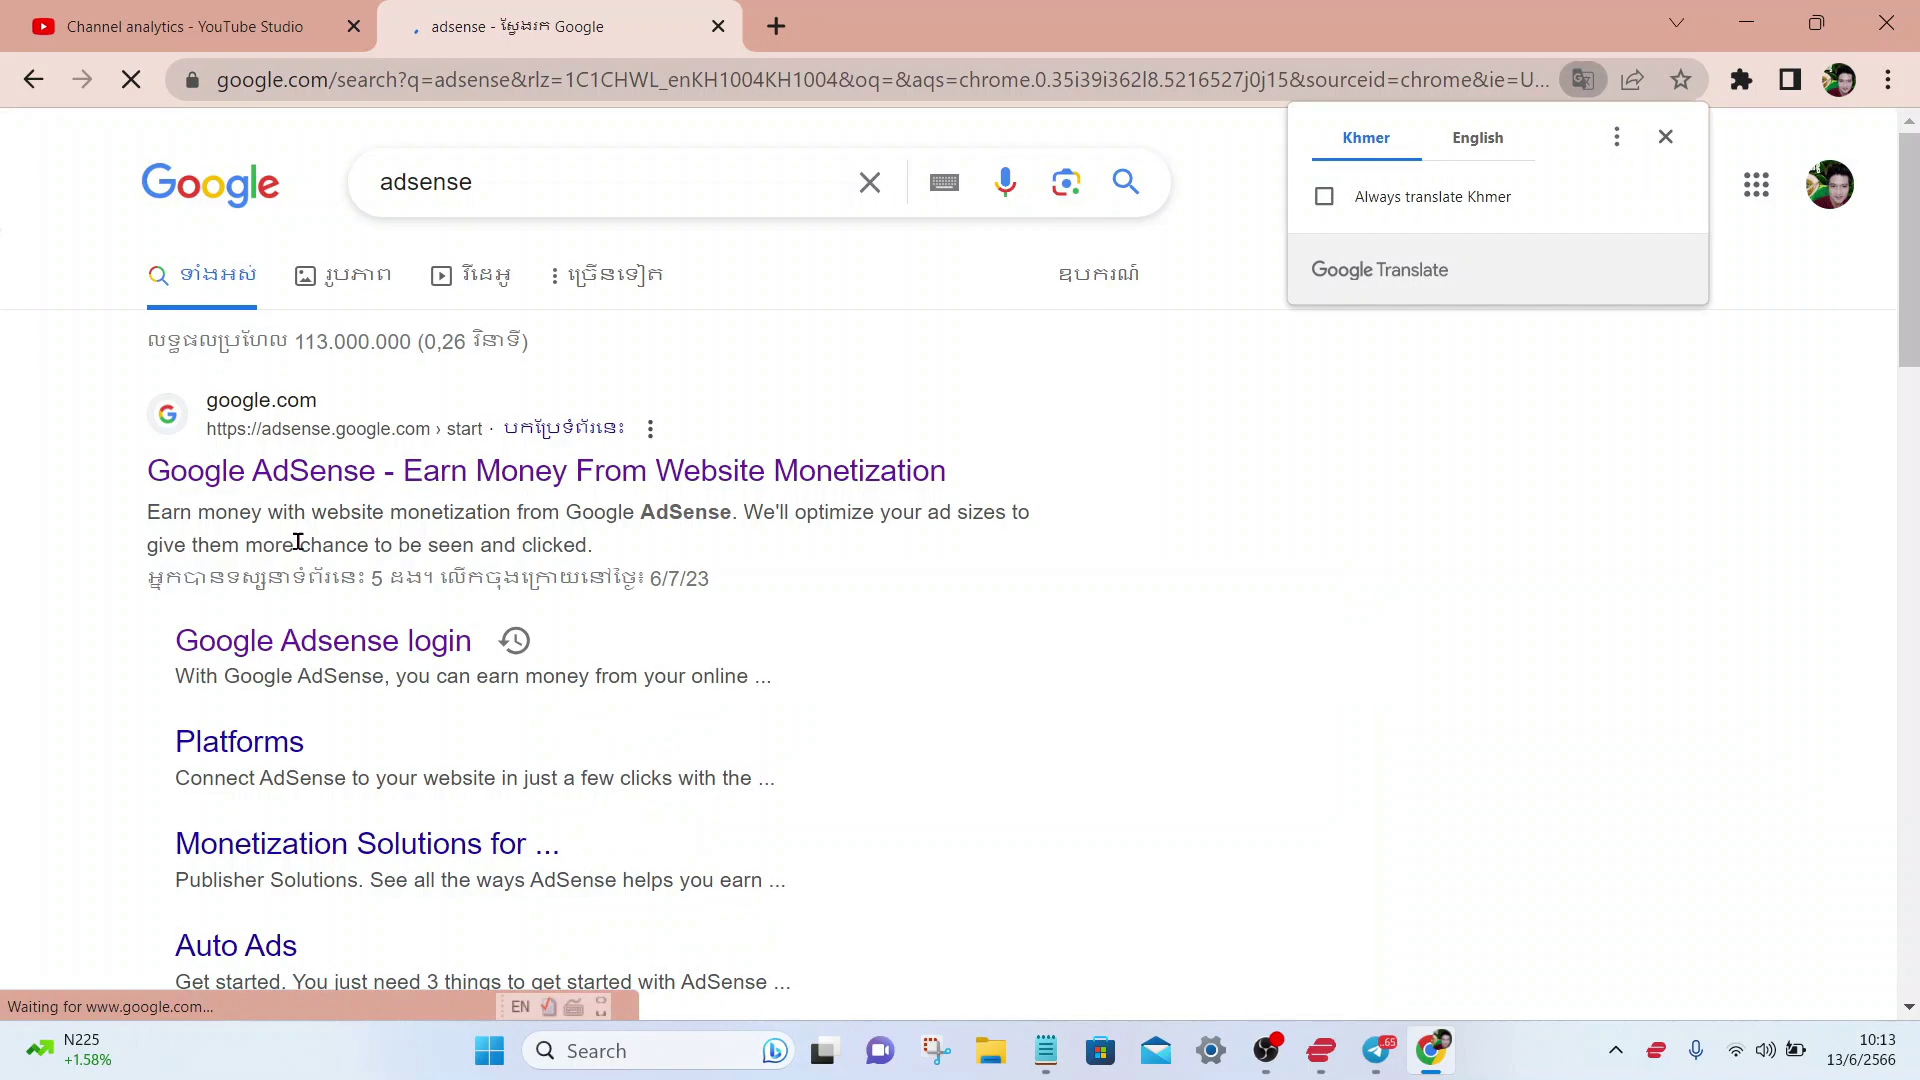 Channel analytics - YouTube Studio
adsense - ស្វែងរក Google
google.com/search?q=adsense&rlz=1C1CHWL_enKH1004KH1004&oq=&aqs=chrome.0.35i39i362l8.5216527j0j15&sourceid=chrome&ie=U...
Khmer English
Always translate Khmer
Google Translate
Google
adsense
ទាំងអស់ រូបភាព វីដេអូ ច្រើនទៀត ឧបករណ៍
លទ្ធផលប្រហែល 113.000.000 (0,26 វិនាទី)
google.com
https://adsense.google.com › start · បកប្រែទំព័រនេះ
Google AdSense - Earn Money From Website Monetization
Earn money with website monetization from Google AdSense. We'll optimize your ad sizes to
give them more chance to be seen and clicked.
អ្នកបានទស្សនាទំព័រនេះ 5 ដង។ លើកចុងក្រោយនៅថ្ងៃ៖ 6/7/23
Google Adsense login
With Google AdSense, you can earn money from your online ...
Platforms
Connect AdSense to your website in just a few clicks with the ...
Monetization Solutions for ...
Publisher Solutions. See all the ways AdSense helps you earn ...
Auto Ads
Get started. You just need 3 things to get started with AdSense ...
Waiting for www.google.com...
EN
N225
+1.58%
Search
65
10:13
13/6/2566